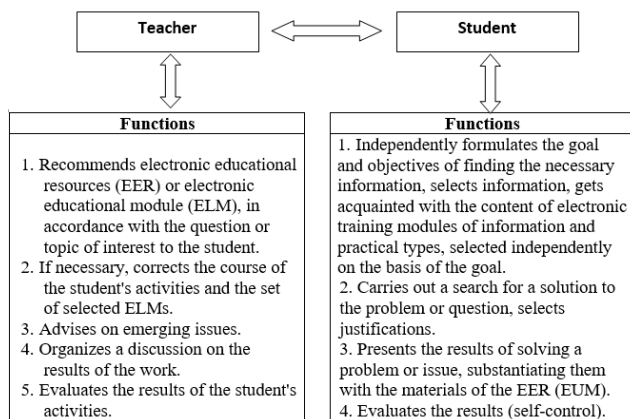 Teacher
Student
Functions
1. Recommends electronic educational
resources (EER) or electronic
educational module (ELM), in
accordance with the question or
topic of interest to the student.
2. If necessary, corrects the course of
the student's activities and the set
of selected ELMs.
3. Advises on emerging issues.
4. Organizes a discussion on the
results of the work.
5. Evaluates the results of the student's
activities.
Functions
1. Independently formulates the goal
and objectives of finding the necessary
information, selects information, gets
acquainted with the content of electronic
training modules of information and
practical types, selected independently
on the basis of the goal.
2. Carries out a search for a solution to
the problem or question, selects
justifications.
3. Presents the results of solving a
problem or issue, substantiating them
with the materials of the EER (EUM).
4. Evaluates the results (self-control).